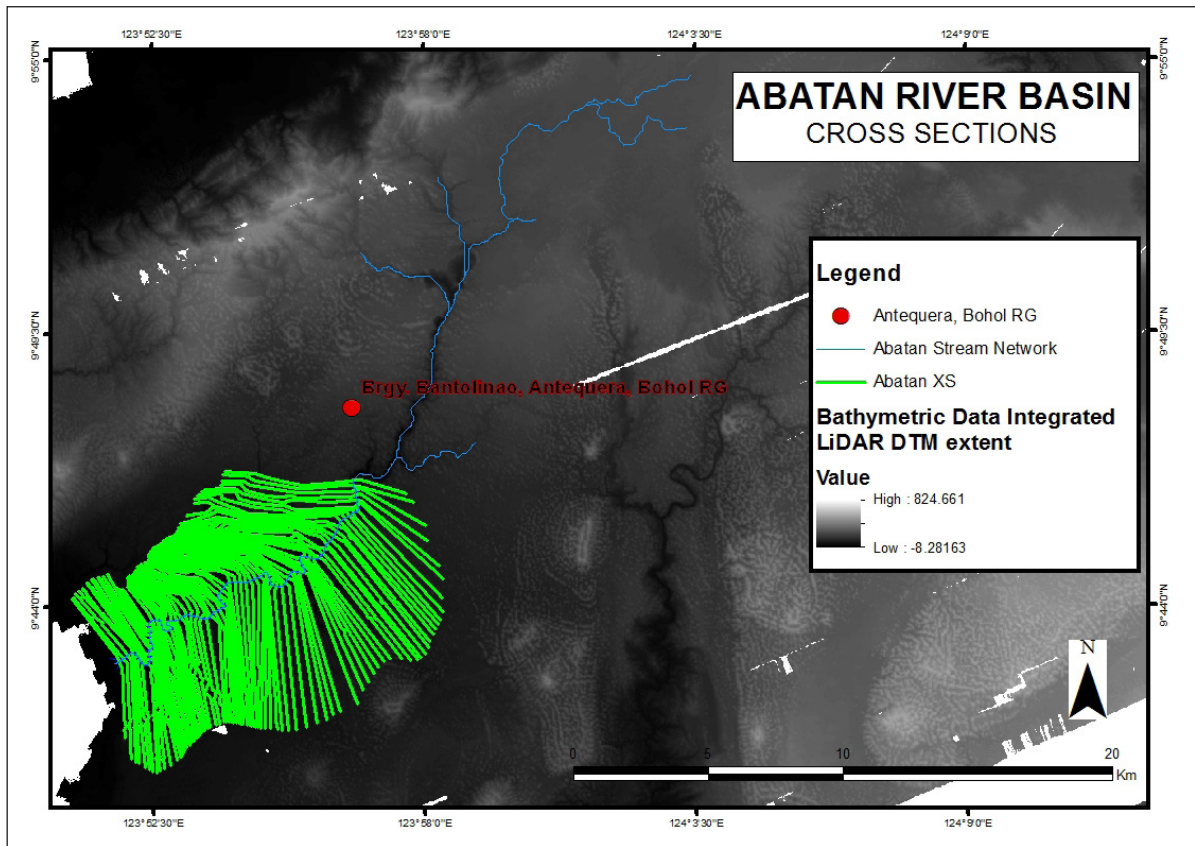 123°52'30"E
123°58'0"E
124°3'30"E
124°9'0"E
9°55'0"N
9°55'0"N
ABATAN RIVER BASIN
CROSS SECTIONS
Legend
Antequera, Bohol RG
Abatan Stream Network
Abatan XS
Bathymetric Data Integrated
LiDAR DTM extent
Value
High : 824.661
Low : -8.28163
9°49'30"N
9°49'30"N
Brgy. Bantolinao, Antequera, Bohol RG
9°44'0"N
9°44'0"N
N
0 5 10 20
Km
123°52'30"E
123°58'0"E
124°3'30"E
124°9'0"E